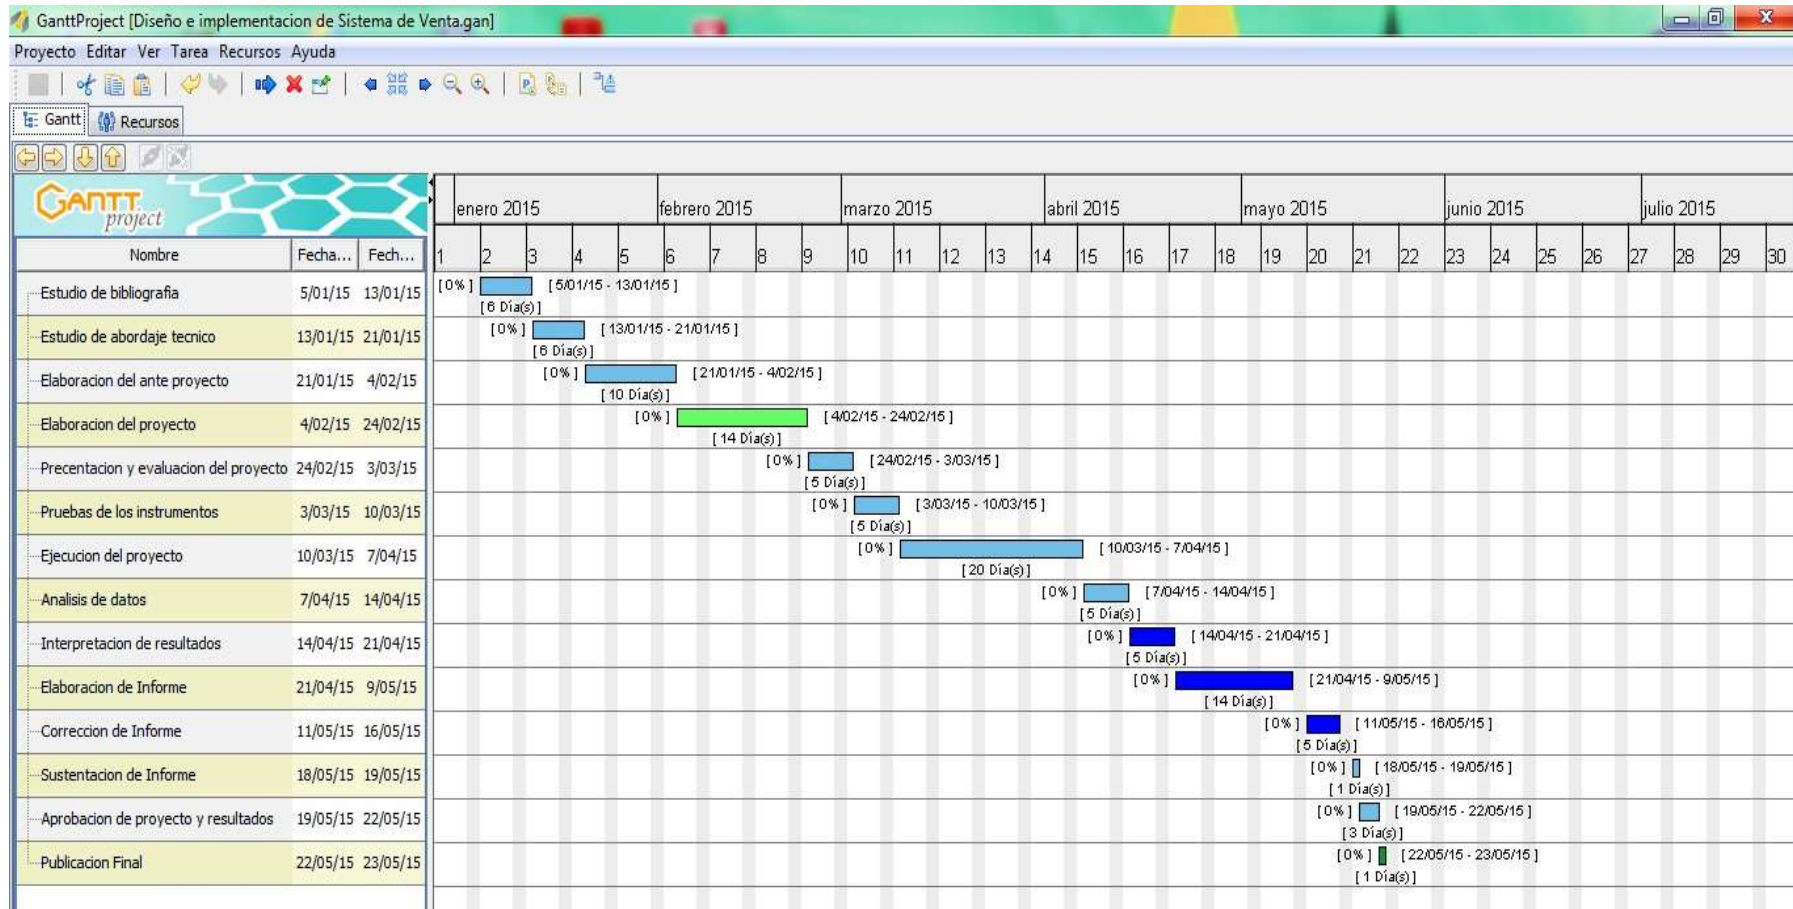 GanttProject [Diseño e implementacion de Sistema de Venta.gan]
Proyecto Editar Ver Tarea Recursos Ayuda
Gantt Recursos
GANTT
project
enero 2015 febrero 2015 marzo 2015 abril 2015 mayo 2015 junio 2015 julio 2015
Nombre Fecha... Fech... 1 2 3 4 5 6 7 8 9 10 11 12 13 14 15 16 17 18 19 20 21 22 23 24 25 26 27 28 29 30
Estudio de bibliografia 5/01/15 13/01/15 [0%] [5/01/15 - 13/01/15]
[6 Día(s)]
Estudio de abordaje tecnico 13/01/15 21/01/15 [0%] [13/01/15 - 21/01/15]
[6 Día(s)]
Elaboracion del ante proyecto 21/01/15 4/02/15 [0%] [21/01/15 - 4/02/15]
[10 Día(s)]
Elaboracion del proyecto 4/02/15 24/02/15 [0%] [4/02/15 - 24/02/15]
[14 Día(s)]
Precentacion y evaluacion del proyecto 24/02/15 3/03/15 [0%] [24/02/15 - 3/03/15]
[5 Día(s)]
Pruebas de los instrumentos 3/03/15 10/03/15 [0%] [3/03/15 - 10/03/15]
[5 Día(s)]
Ejecucion del proyecto 10/03/15 7/04/15 [0%] [10/03/15 - 7/04/15]
[20 Día(s)]
Analisis de datos 7/04/15 14/04/15 [0%] [7/04/15 - 14/04/15]
[5 Día(s)]
Interpretacion de resultados 14/04/15 21/04/15 [0%] [14/04/15 - 21/04/15]
[5 Día(s)]
Elaboracion de Informe 21/04/15 9/05/15 [0%] [21/04/15 - 9/05/15]
[14 Día(s)]
Correccion de Informe 11/05/15 16/05/15 [0%] [11/05/15 - 16/05/15]
[5 Día(s)]
Sustentacion de Informe 18/05/15 19/05/15 [0%] [18/05/15 - 19/05/15]
[1 Día(s)]
Aprobacion de proyecto y resultados 19/05/15 22/05/15 [0%] [19/05/15 - 22/05/15]
[3 Día(s)]
Publicacion Final 22/05/15 23/05/15 [0%] [22/05/15 - 23/05/15]
[1 Día(s)]